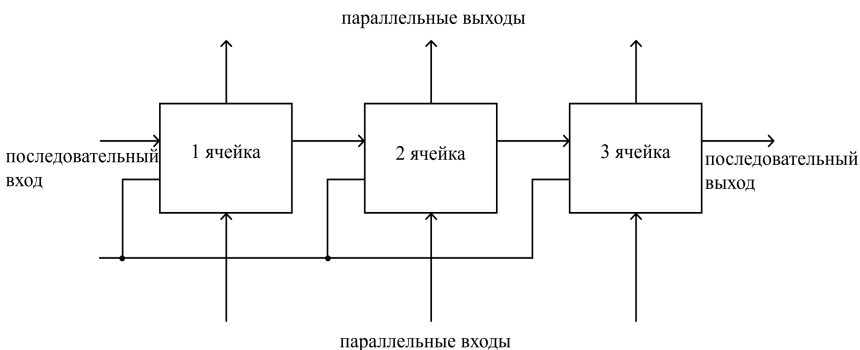 параллельные выходы
1 ячейка
2 ячейка
3 ячейка
последовательный
вход
последовательный
выход
параллельные входы